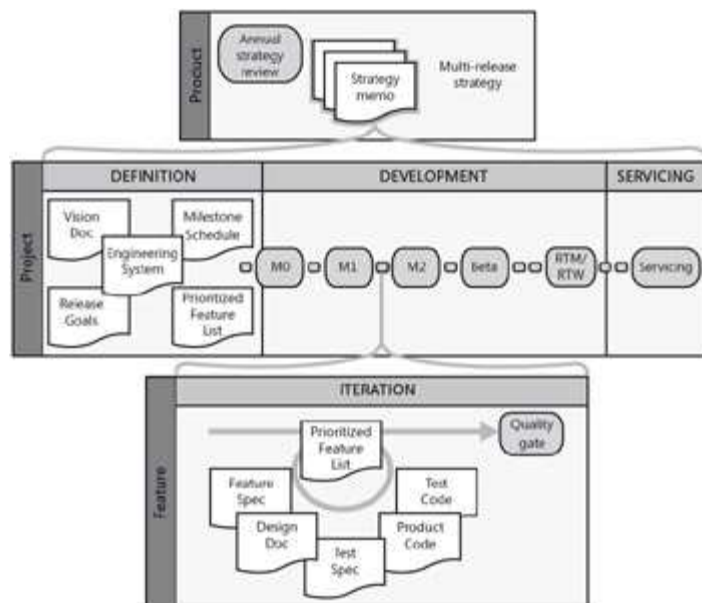 Product
Annual
strategy
review
Strategy
memo
Multi-release
strategy
Project
DEFINITION
DEVELOPMENT
SERVICING
Vision
Doc
Milestone
Schedule
Engineering
System
Release
Goals
Prioritized
Feature
List
M0
M1
M2
Beta
RTM/
RTW
Servicing
Feature
ITERATION
Prioritized
Feature
List
Quality
gate
Feature
Spec
Test
Code
Design
Doc
Product
Code
Test
Spec